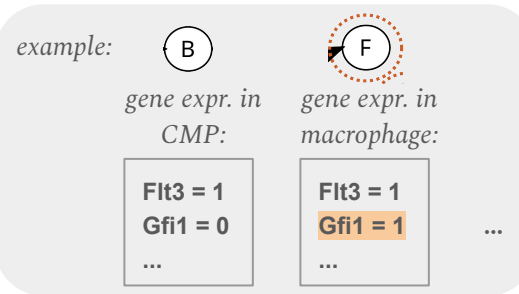 example:
B
F
gene expr. in
CMP:
gene expr. in
macrophage:
Flt3 = 1
Gfi1 = 0
...
Flt3 = 1
Gfi1 = 1
...
...